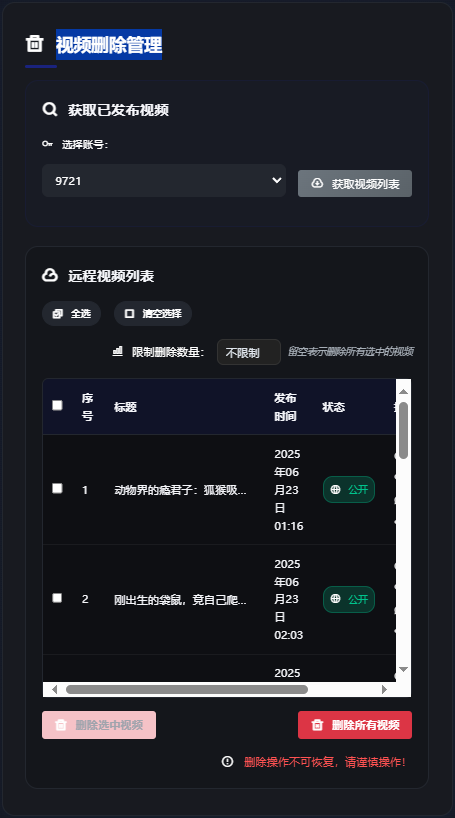 视频删除管理
获取已发布视频
选择账号：
9721
获取视频列表
远程视频列表
全选
清空选择
限制删除数量：
不限制
留空表示删除所有选中的视频
序号
标题
发布时间
状态
1
动物界的瘾君子：狐猴吸...
2025年06月23日 01:16
公开
2
刚出生的袋鼠，竟自己爬...
2025年06月23日 02:03
公开
2025
删除选中视频
删除所有视频
删除操作不可恢复，请谨慎操作！